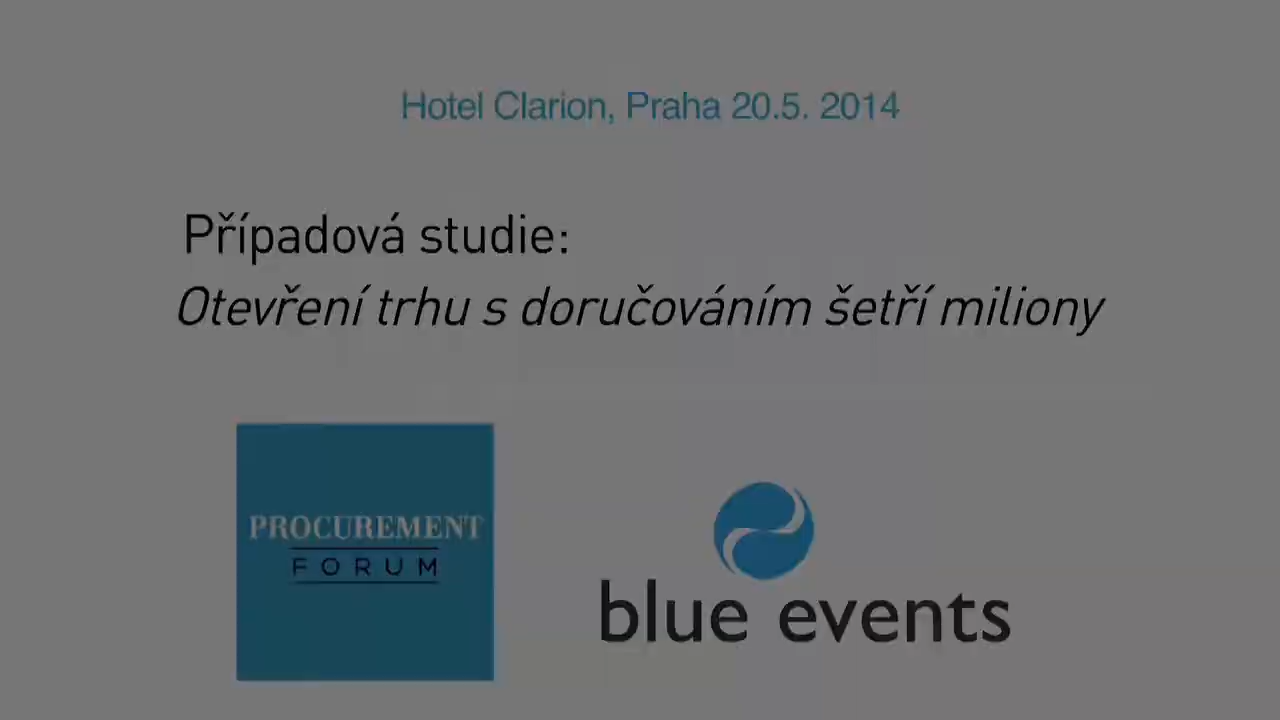 Hotel Clarion, Praha 20.5. 2014
Případová studie:
Otevření trhu s doručováním šetří miliony
PROCUREMENT
FORUM
blue events